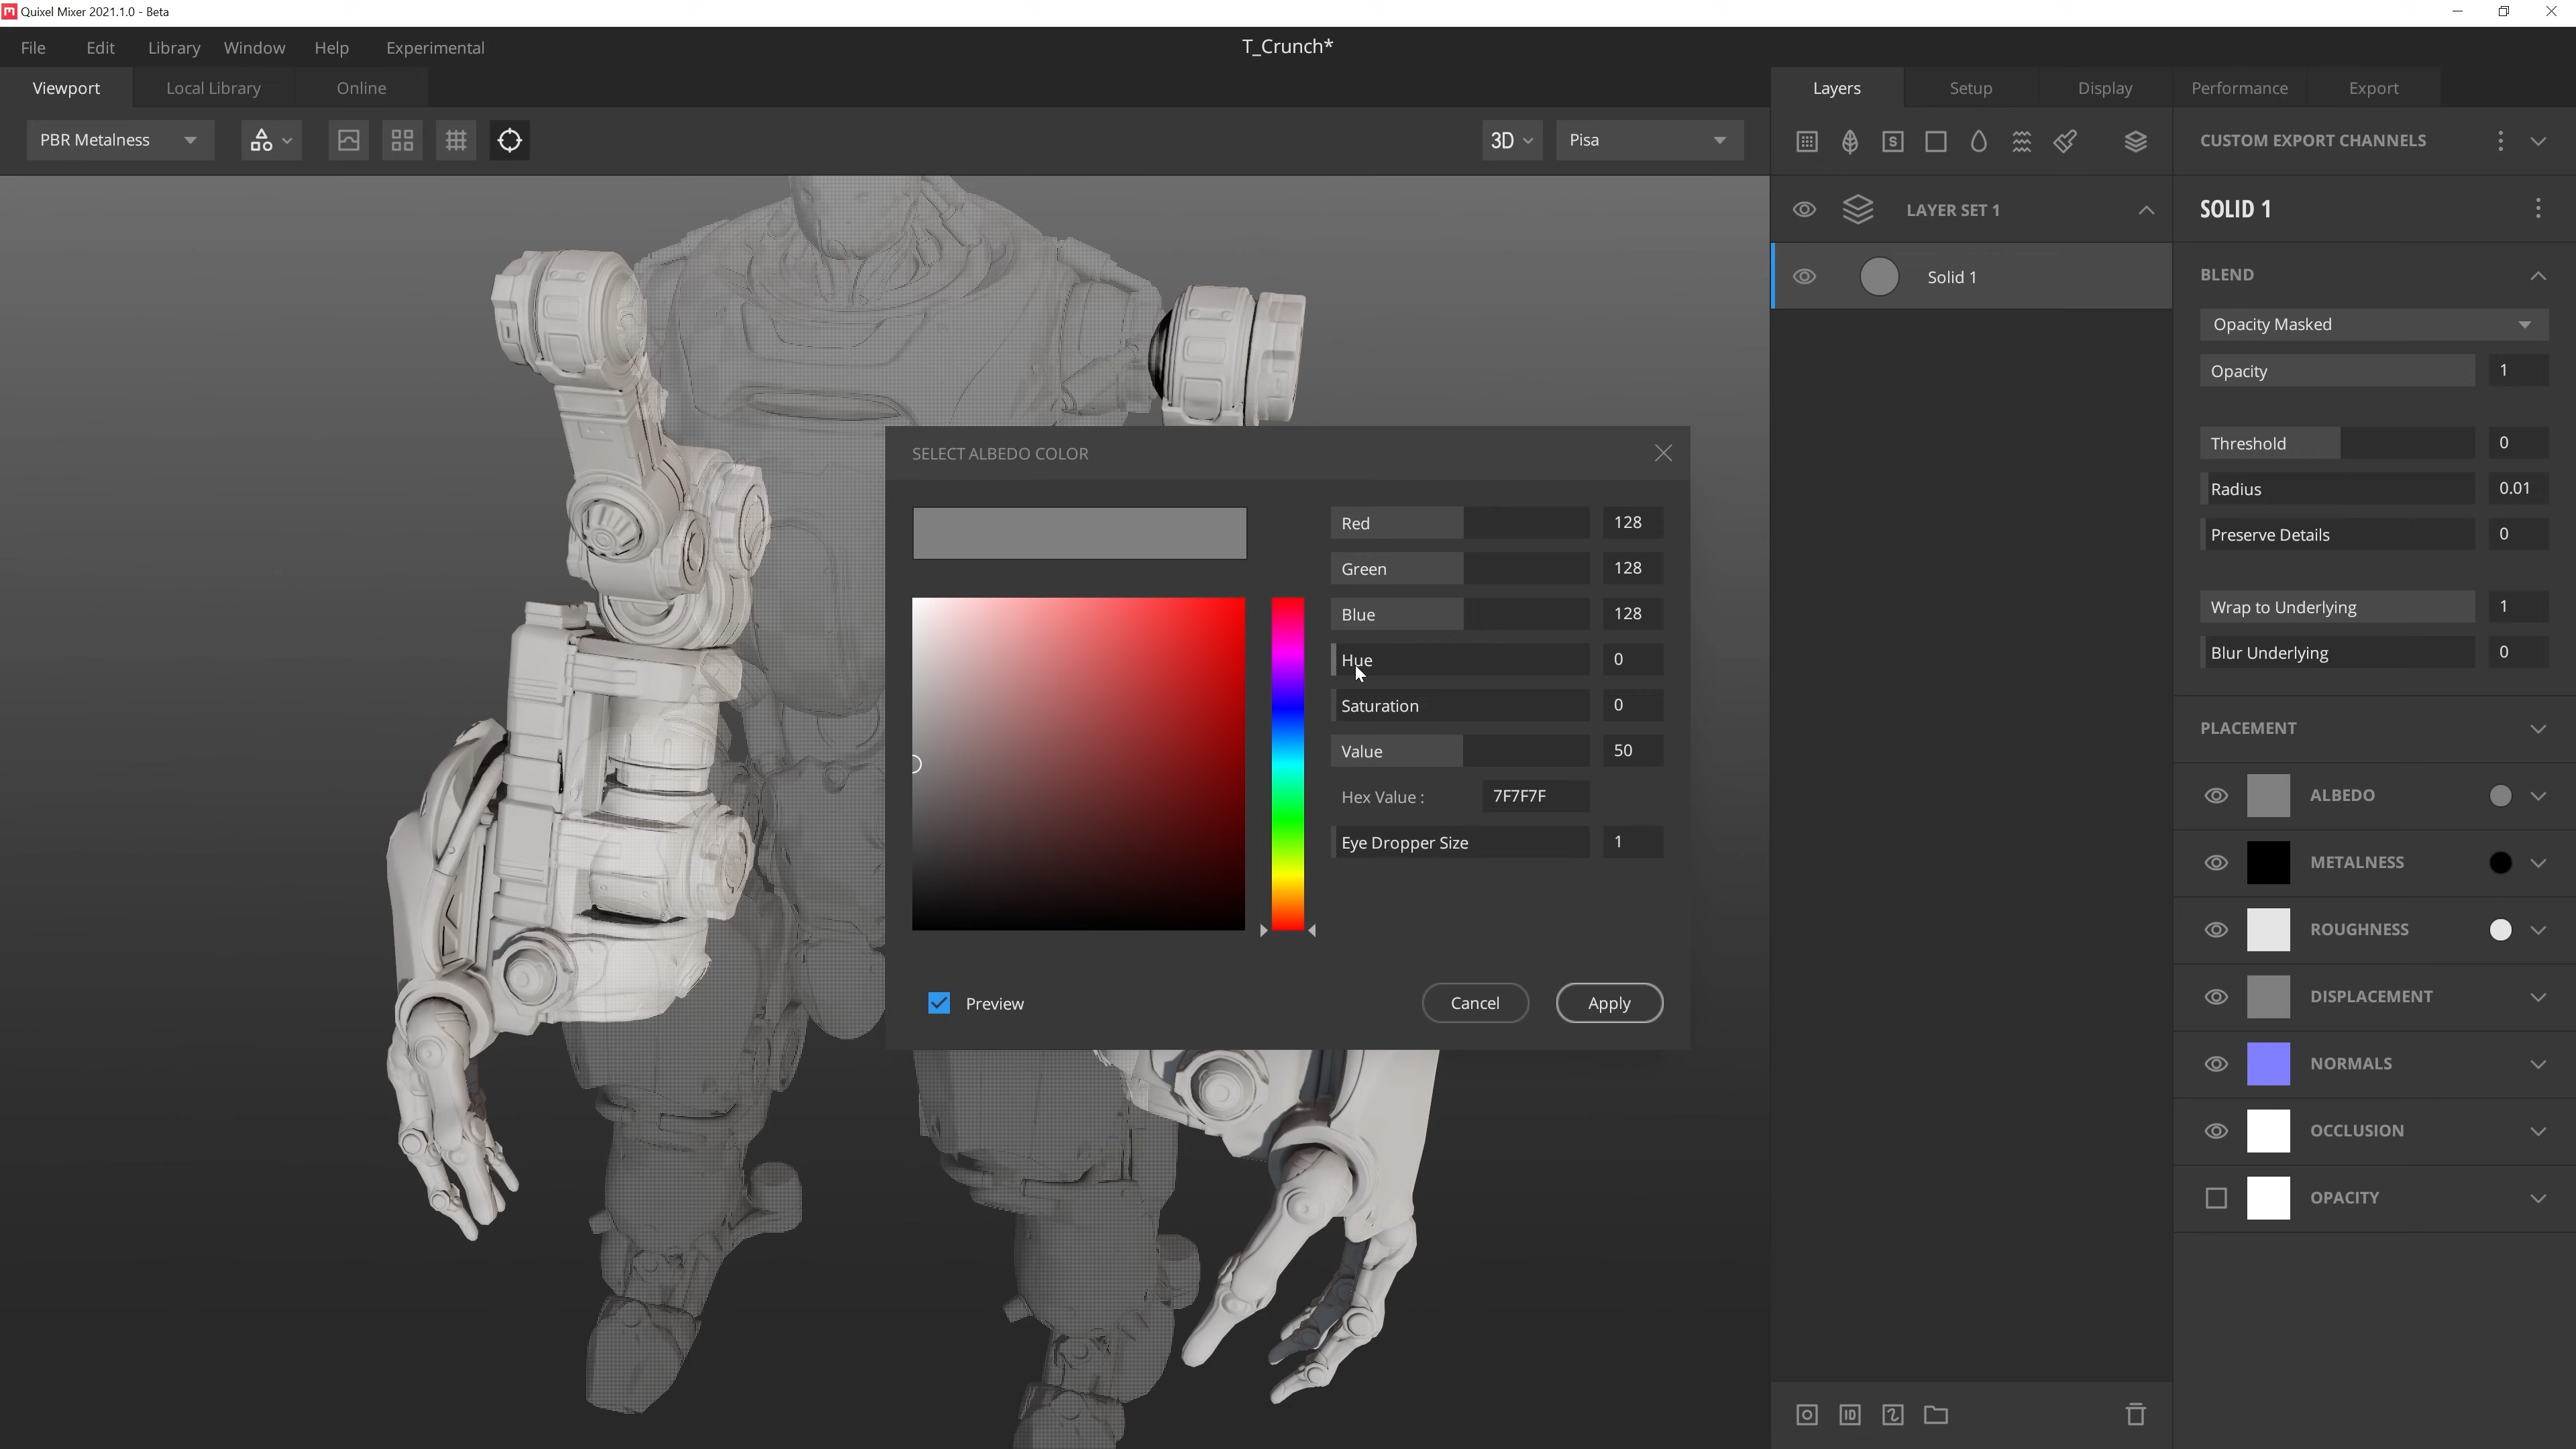 Quixel Mixer 2021.1.0 - Beta
File Edit Library Window Help Experimental
T_Crunch*
Viewport Local Library Online
Layers Setup Display Performance Export
PBR Metalness
3D Pisa
CUSTOM EXPORT CHANNELS
LAYER SET 1
SOLID 1
Solid 1
BLEND
Opacity Masked
Opacity 1
Threshold 0
Radius 0.01
Preserve Details 0
Wrap to Underlying 1
Blur Underlying 0
PLACEMENT
ALBEDO
METALNESS
ROUGHNESS
DISPLACEMENT
NORMALS
OCCLUSION
OPACITY
SELECT ALBEDO COLOR
Red 128
Green 128
Blue 128
Hue 0
Saturation 0
Value 50
Hex Value : 7F7F7F
Eye Dropper Size 1
Preview
Cancel Apply
S
ID